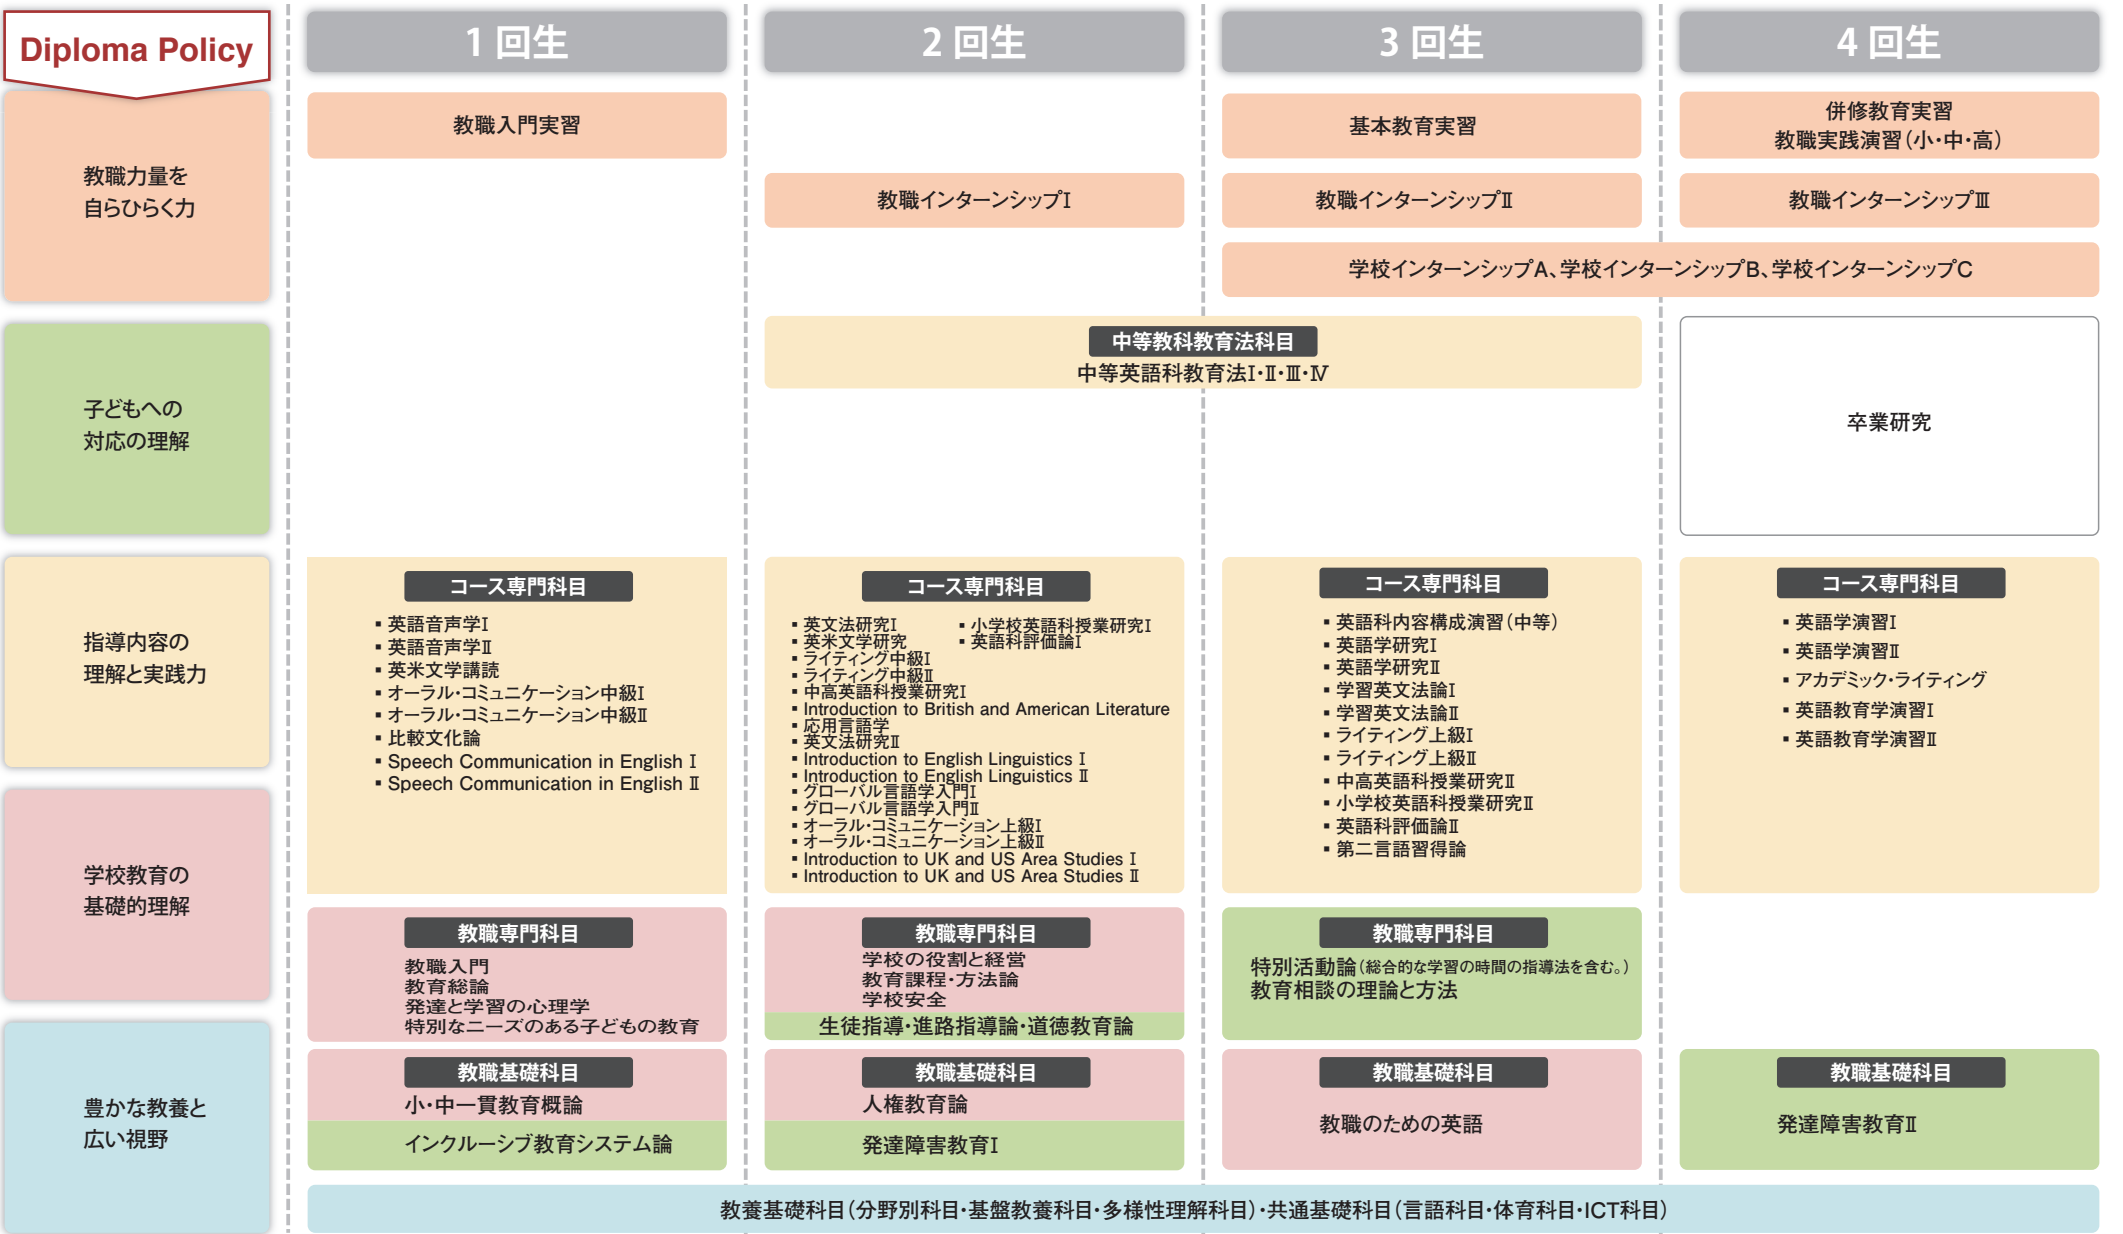 Diploma Policy
1 回生
2 回生
3 回生
4 回生
教職力量を
自らひらく力
教職入門実習
基本教育実習
併修教育実習
教職実践演習(小・中・高)
教職インターンシップⅠ
教職インターンシップⅡ
教職インターンシップⅢ
学校インターンシップA、学校インターンシップB、学校インターンシップC
子どもへの
対応の理解
中等教科教育法科目
中等英語科教育法Ⅰ・Ⅱ・Ⅲ・Ⅳ
卒業研究
指導内容の
理解と実践力
コース専門科目
▪ 英語音声学Ⅰ
▪ 英語音声学Ⅱ
▪ 英米文学講読
▪ オーラル・コミュニケーション中級Ⅰ
▪ オーラル・コミュニケーション中級Ⅱ
▪ 比較文化論
▪ Speech Communication in English Ⅰ
▪ Speech Communication in English Ⅱ
コース専門科目
▪ 英文法研究Ⅰ
▪ 英米文学研究
▪ ライティング中級Ⅰ
▪ ライティング中級Ⅱ
▪ 中高英語科授業研究Ⅰ
▪ Introduction to British and American Literature
▪ 応用言語学
▪ 英文法研究Ⅱ
▪ Introduction to English Linguistics Ⅰ
▪ Introduction to English Linguistics Ⅱ
▪ グローバル言語学入門Ⅰ
▪ グローバル言語学入門Ⅱ
▪ オーラル・コミュニケーション上級Ⅰ
▪ オーラル・コミュニケーション上級Ⅱ
▪ Introduction to UK and US Area Studies Ⅰ
▪ Introduction to UK and US Area Studies Ⅱ
▪ 小学校英語科授業研究Ⅰ
▪ 英語科評価論Ⅰ
コース専門科目
▪ 英語科内容構成演習(中等)
▪ 英語学研究Ⅰ
▪ 英語学研究Ⅱ
▪ 学習英文法論Ⅰ
▪ 学習英文法論Ⅱ
▪ ライティング上級Ⅰ
▪ ライティング上級Ⅱ
▪ 中高英語科授業研究Ⅱ
▪ 小学校英語科授業研究Ⅱ
▪ 英語科評価論Ⅱ
▪ 第二言語習得論
コース専門科目
▪ 英語学演習Ⅰ
▪ 英語学演習Ⅱ
▪ アカデミック・ライティング
▪ 英語教育学演習Ⅰ
▪ 英語教育学演習Ⅱ
学校教育の
基礎的理解
教職専門科目
教職入門
教育総論
発達と学習の心理学
特別なニーズのある子どもの教育
教職専門科目
学校の役割と経営
教育課程・方法論
学校安全
生徒指導・進路指導論・道徳教育論
教職専門科目
特別活動論(総合的な学習の時間の指導法を含む。)
教育相談の理論と方法
豊かな教養と
広い視野
教職基礎科目
小・中一貫教育概論
インクルーシブ教育システム論
教職基礎科目
人権教育論
発達障害教育Ⅰ
教職基礎科目
教職のための英語
教職基礎科目
発達障害教育Ⅱ
教養基礎科目(分野別科目・基盤教養科目・多様性理解科目)・共通基礎科目(言語科目・体育科目・ICT科目)